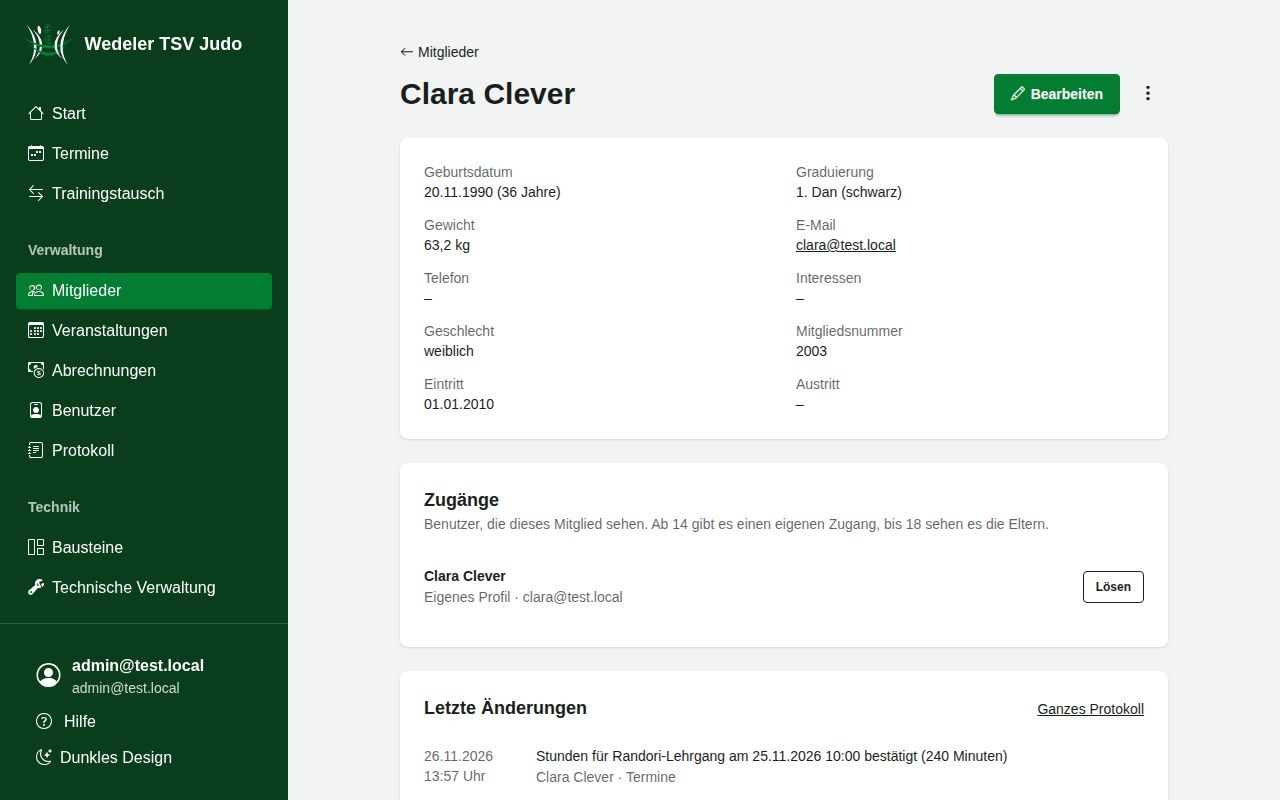 Wedeler TSV Judo
Start
Termine
Trainingstausch
Verwaltung
Mitglieder
Veranstaltungen
Abrechnungen
Benutzer
Protokoll
Technik
Bausteine
Technische Verwaltung
admin@test.local
admin@test.local
Hilfe
Dunkles Design
← Mitglieder
Clara Clever
Bearbeiten
Geburtsdatum
20.11.1990 (36 Jahre)
Graduierung
1. Dan (schwarz)
Gewicht
63,2 kg
E-Mail
clara@test.local
Telefon
–
Interessen
–
Geschlecht
weiblich
Mitgliedsnummer
2003
Eintritt
01.01.2010
Austritt
–
Zugänge
Benutzer, die dieses Mitglied sehen. Ab 14 gibt es einen eigenen Zugang, bis 18 sehen es die Eltern.
Clara Clever
Eigenes Profil · clara@test.local
Lösen
Letzte Änderungen
Ganzes Protokoll
26.11.2026
13:57 Uhr
Stunden für Randori-Lehrgang am 25.11.2026 10:00 bestätigt (240 Minuten)
Clara Clever · Termine